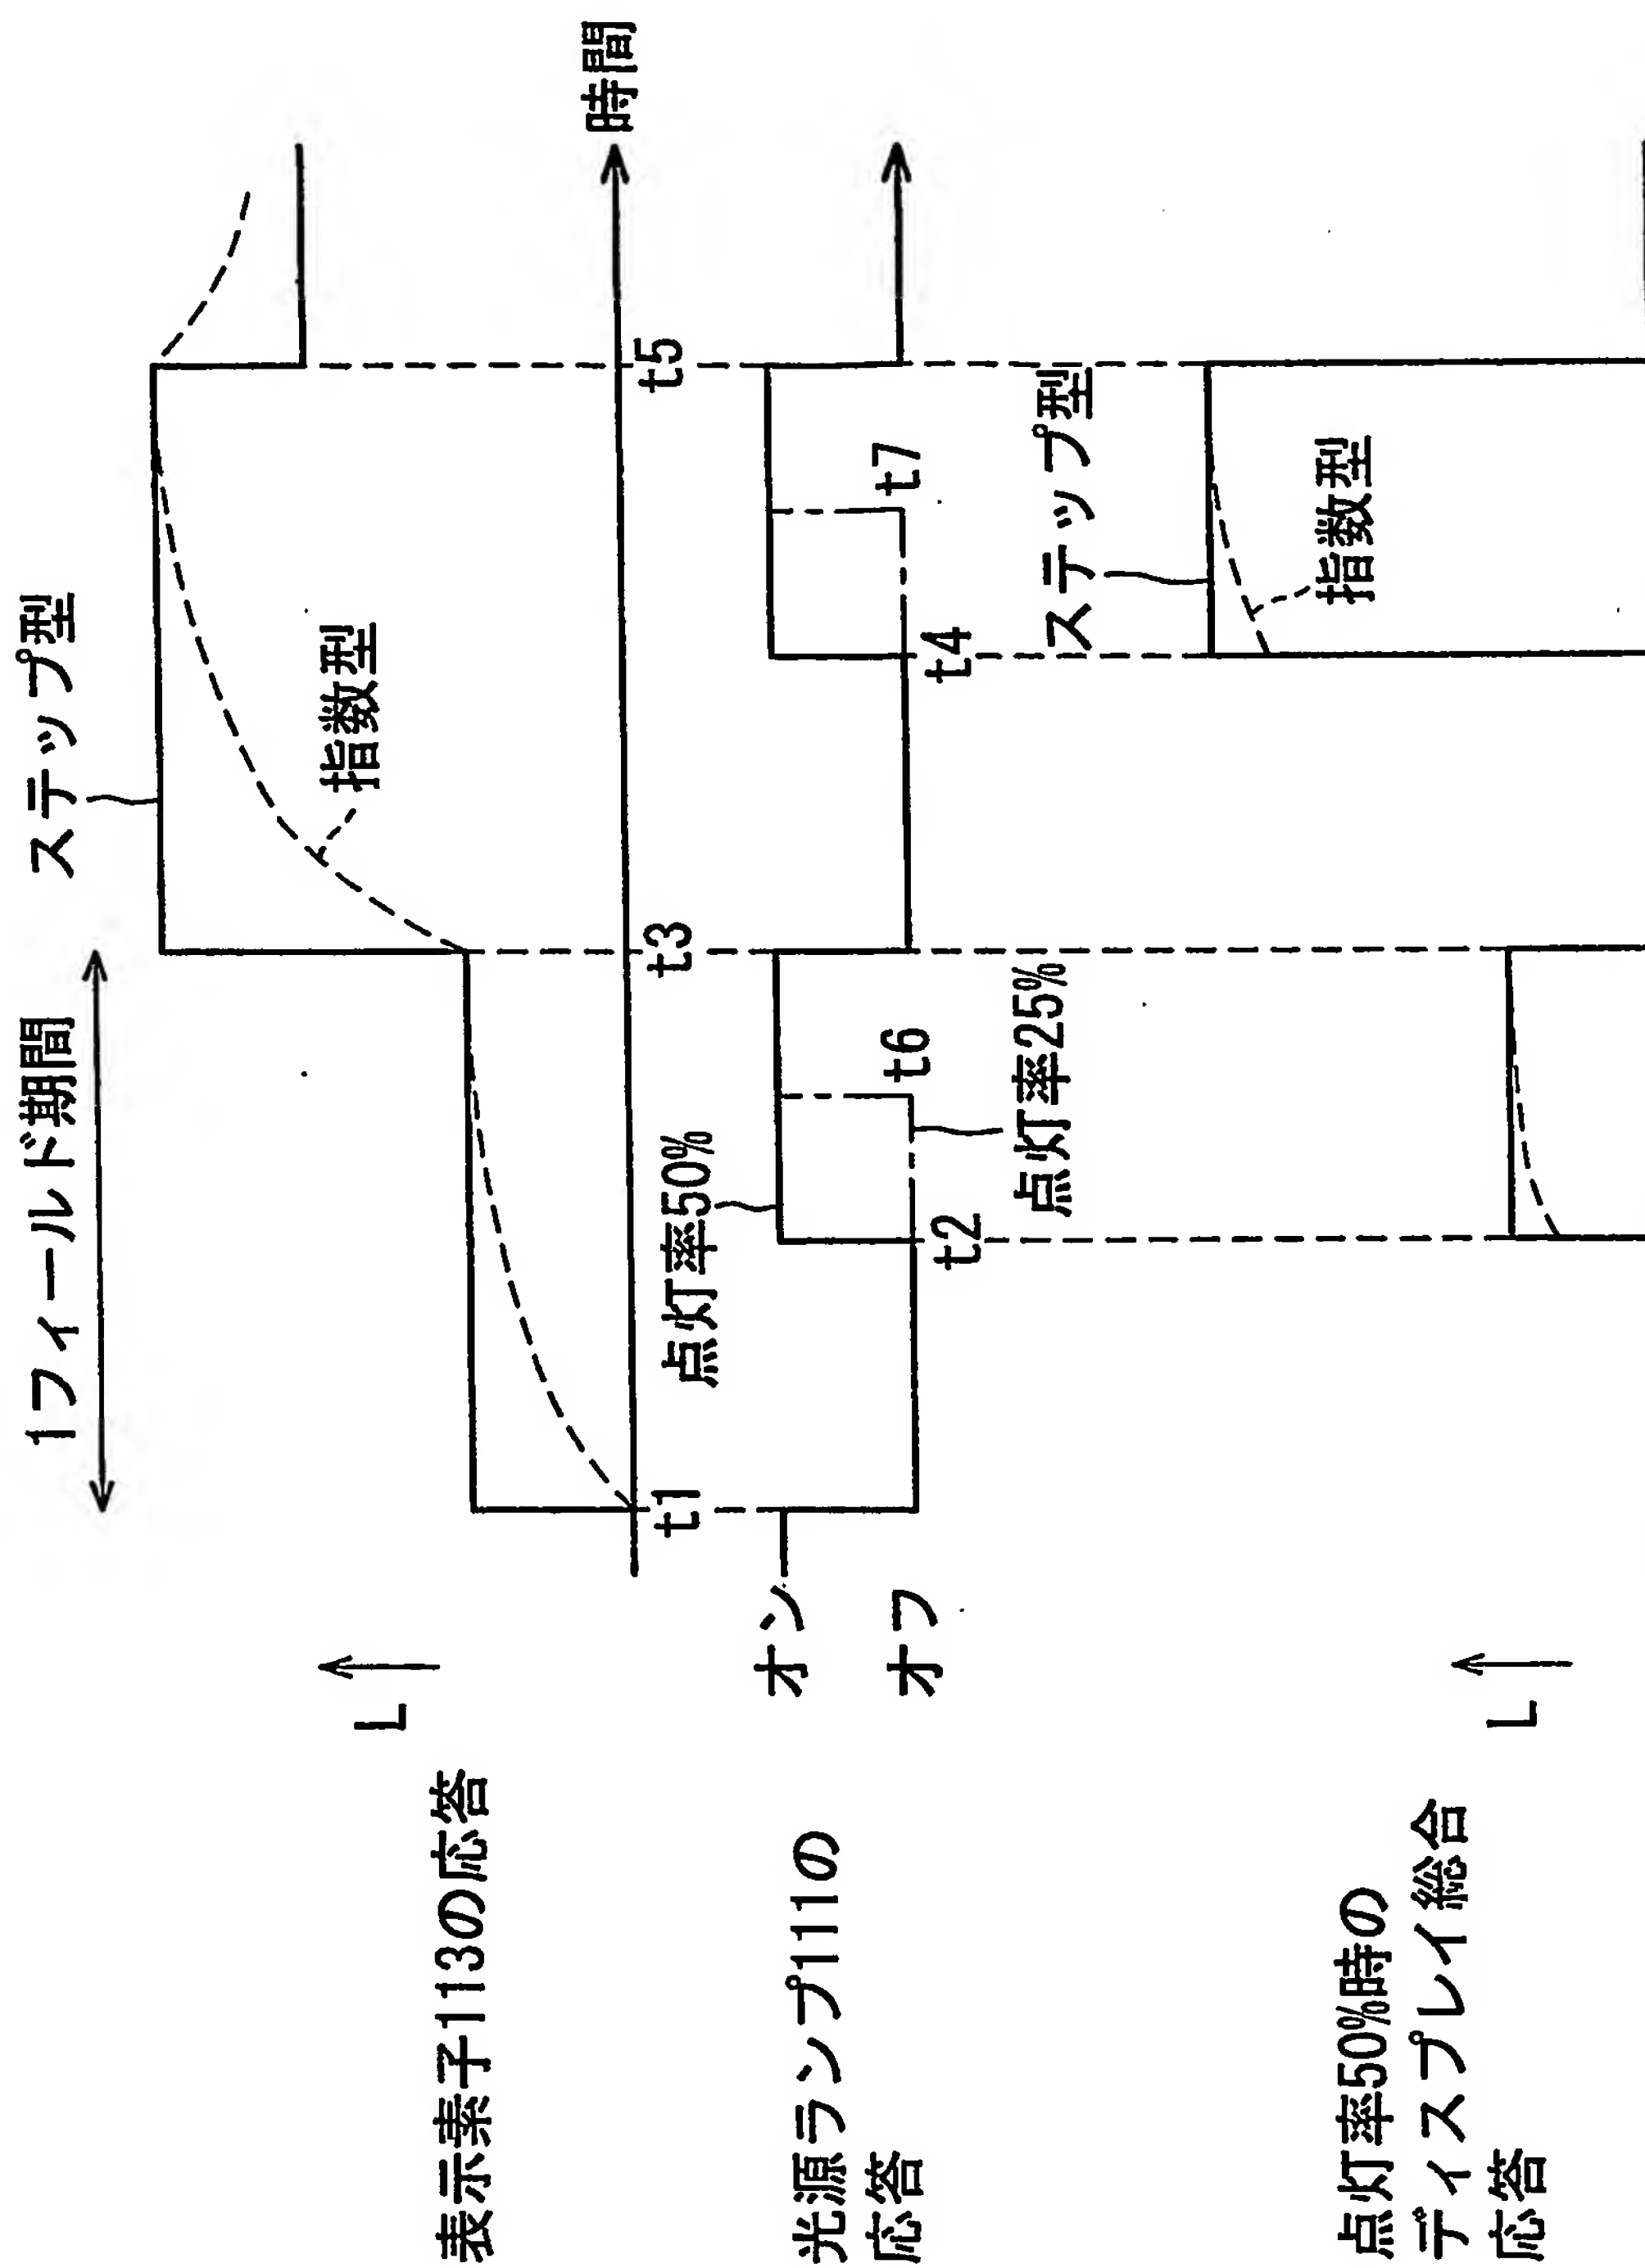 1フィールド期間
ステップ型
指数型
表示素子113の応答
L
時間
t1
t3
t5
点灯率50%
光源ランプ111の
応答
オン
オフ
t2
t6
t4
t7
点灯率25%
ステップ型
指数型
点灯率50%時の
ディスプレイ総合
応答
L